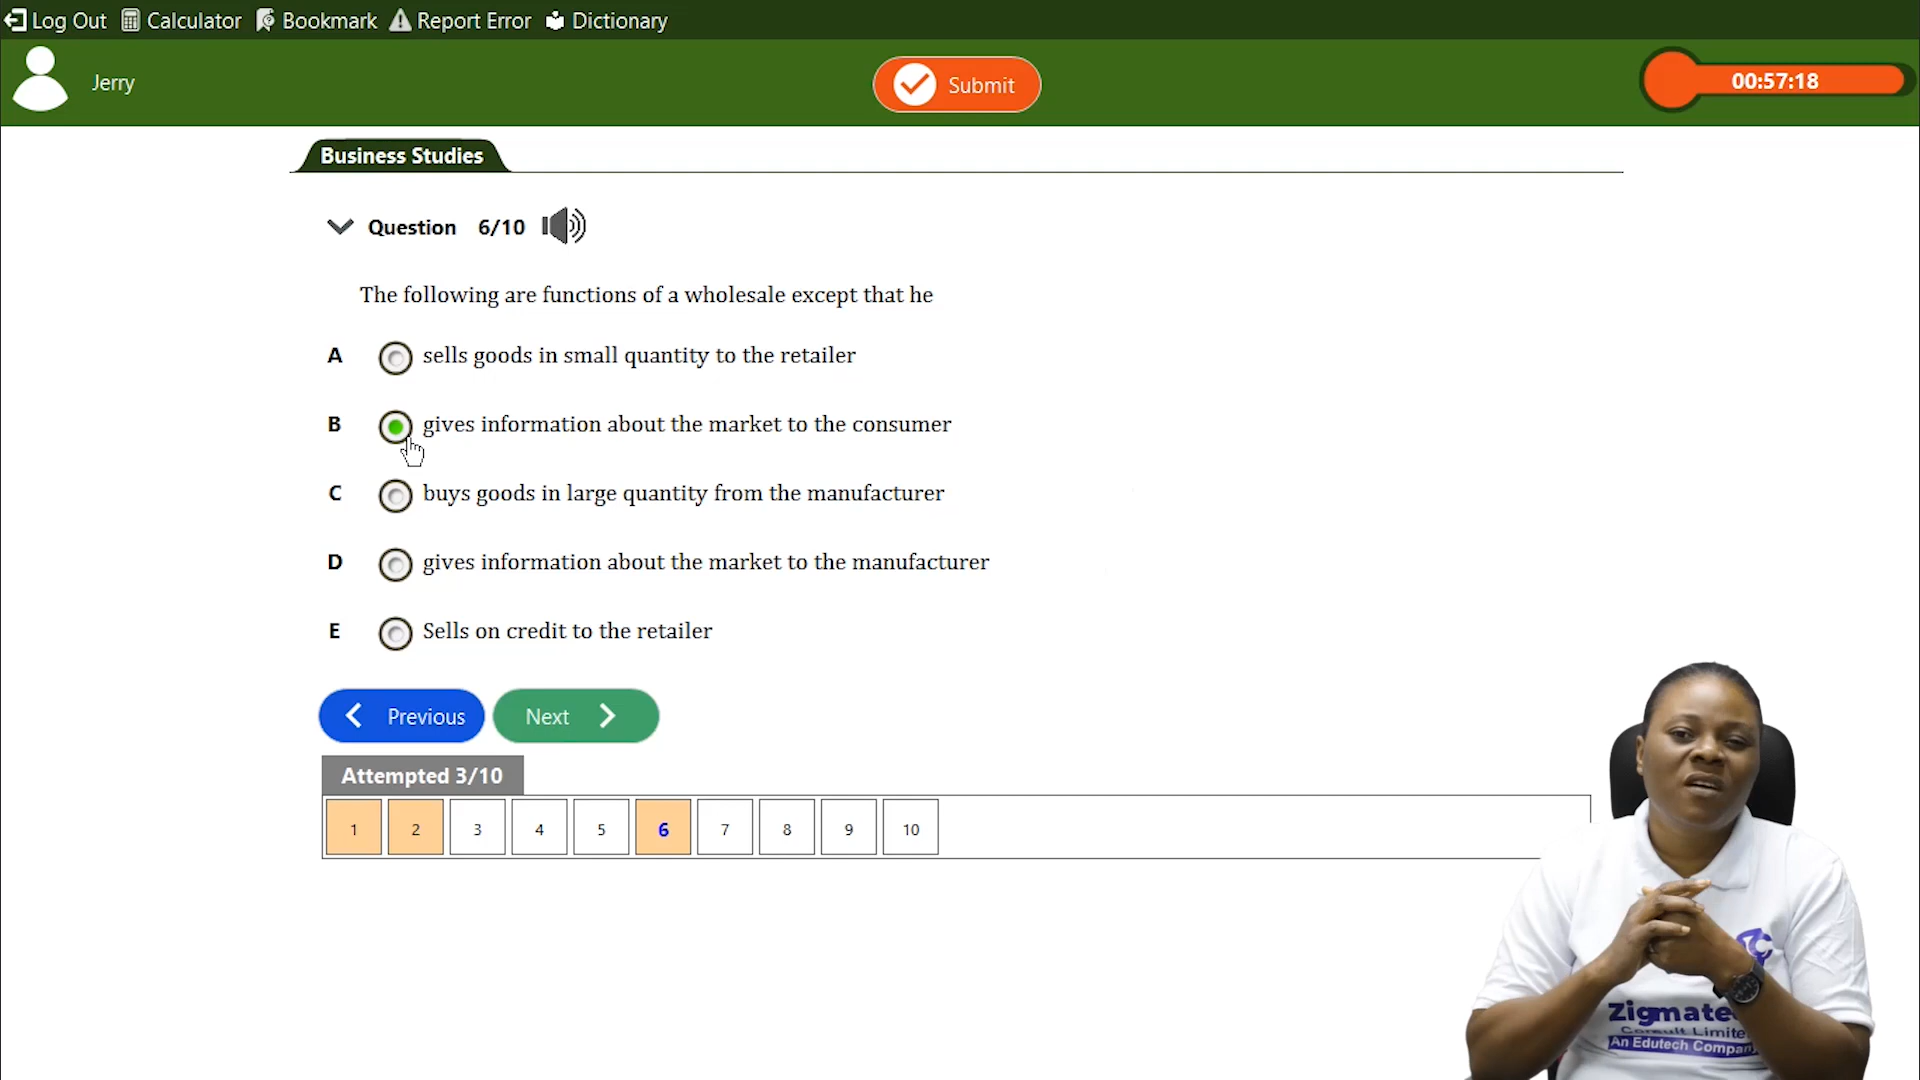 Log Out Calculator Bookmark Report Error Dictionary
Jerry
Submit
00:57:18
Business Studies
Question 6/10
The following are functions of a wholesale except that he
A sells goods in small quantity to the retailer
B gives information about the market to the consumer
C buys goods in large quantity from the manufacturer
D gives information about the market to the manufacturer
E Sells on credit to the retailer
Previous Next
Attempted 3/10
1 2 3 4 5 6 7 8 9 10
Zigmate
Consult Limite
An Edutech Company